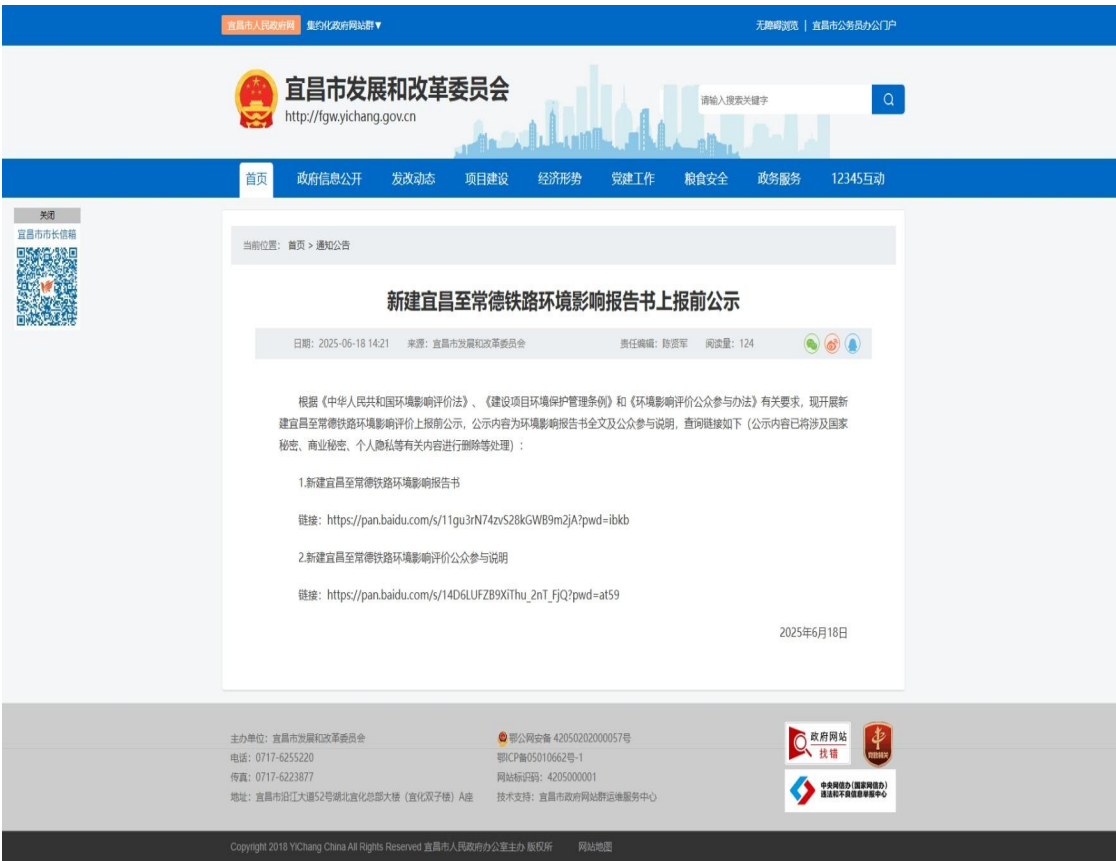 宜昌市人民政府网 集约化政府网站群▼ 无障碍浏览 | 宜昌市公务员办公门户
宜昌市发展和改革委员会
http://fgw.yichang.gov.cn
请输入搜索关键字
首页 政府信息公开 发改动态 项目建设 经济形势 党建工作 粮食安全 政务服务 12345互动
关闭
宜昌市市长信箱
当前位置: 首页 > 通知公告
新建宜昌至常德铁路环境影响报告书上报前公示
日期: 2025-06-18 14:21 来源: 宜昌市发展和改革委员会 责任编辑: 陈贤军 阅读量: 124
根据《中华人民共和国环境影响评价法》、《建设项目环境保护管理条例》和《环境影响评价公众参与办法》有关要求，现开展新
建宜昌至常德铁路环境影响评价上报前公示，公示内容为环境影响报告书全文及公众参与说明，查询链接如下（公示内容已将涉及国家
秘密、商业秘密、个人隐私等有关内容进行删除等处理）:
1.新建宜昌至常德铁路环境影响报告书
链接: https://pan.baidu.com/s/11gu3rN74zvS28kGWB9m2jA?pwd=ibkb
2.新建宜昌至常德铁路环境影响评价公众参与说明
链接: https://pan.baidu.com/s/14D6LUFZB9XiThu_2nT_FjQ?pwd=at59
2025年6月18日
主办单位: 宜昌市发展和改革委员会
电话: 0717-6255220
传真: 0717-6223877
地址: 宜昌市沿江大道52号湖北宜化总部大楼（宜化双子楼）A座
鄂公网安备 42050202000057号
鄂ICP备05010662号-1
网站标识码: 4205000001
技术支持: 宜昌市政府网站群运维服务中心
政府网站
找错
党政机关
中央网信办(国家网信办)
违法和不良信息举报中心
Copyright 2018 YiChang China All Rights Reserved 宜昌市人民政府办公室主办 版权所有 网站地图